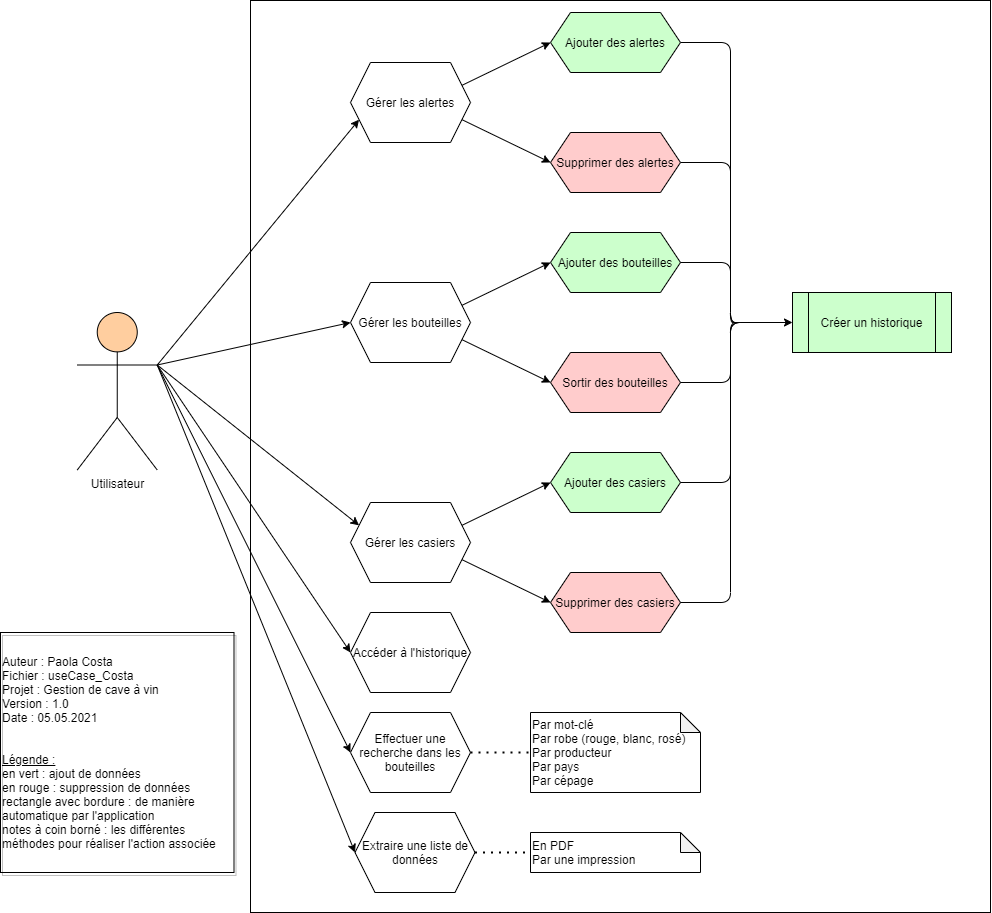 Ajouter des alertes
Gérer les alertes
Supprimer des alertes
Ajouter des bouteilles
Gérer les bouteilles
Créer un historique
Sortir des bouteilles
Utilisateur
Ajouter des casiers
Gérer les casiers
Supprimer des casiers
Accéder à l'historique
Effectuer une
recherche dans les
bouteilles
Par mot-clé
Par robe (rouge, blanc, rosé)
Par producteur
Par pays
Par cépage
Extraire une liste de
données
En PDF
Par une impression
Auteur : Paola Costa
Fichier : useCase_Costa
Projet : Gestion de cave à vin
Version : 1.0
Date : 05.05.2021
Légende :
en vert : ajout de données
en rouge : suppression de données
rectangle avec bordure : de manière
automatique par l'application
notes à coin borné : les différentes
méthodes pour réaliser l'action associée